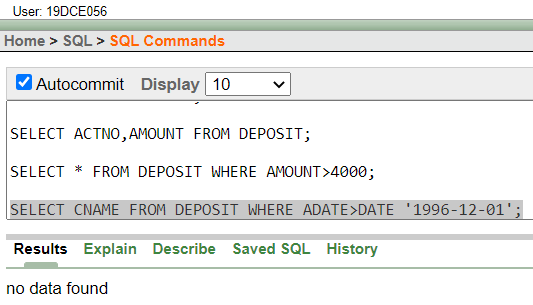 User: 19DCE056
Home > SQL > SQL Commands
Autocommit Display 10
SELECT ACTNO,AMOUNT FROM DEPOSIT;
SELECT * FROM DEPOSIT WHERE AMOUNT>4000;
SELECT CNAME FROM DEPOSIT WHERE ADATE>DATE '1996-12-01';
Results Explain Describe Saved SQL History
no data found